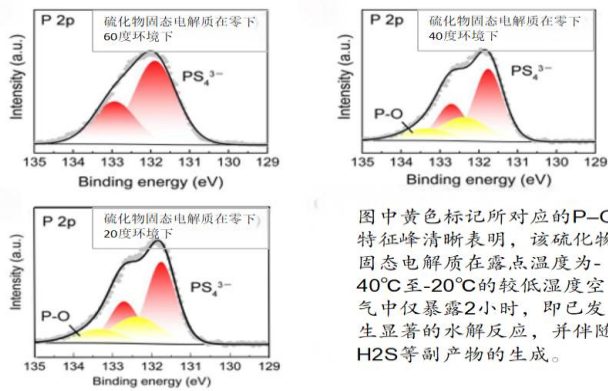 P 2p
硫化物固态电解质在零下
60度环境下
PS₄³⁻
Intensity (a.u.)
135 134 133 132 131 130 129
Binding energy (eV)
P 2p
硫化物固态电解质在零下
40度环境下
PS₄³⁻
P-O
Intensity (a.u.)
135 134 133 132 131 130 129
Binding energy (eV)
P 2p
硫化物固态电解质在零下
20度环境下
PS₄³⁻
P-O
Intensity (a.u.)
135 134 133 132 131 130 129
Binding energy (eV)
图中黄色标记所对应的P-O
特征峰清晰表明，该硫化物
固态电解质在露点温度为-
40℃至-20℃的较低湿度空
气中仅暴露2小时，即已发
生显著的水解反应，并伴随
H2S等副产物的生成。